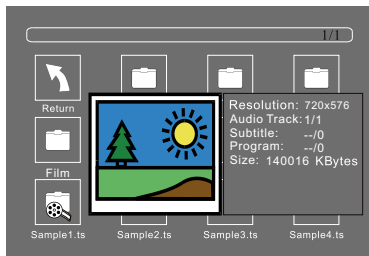 1/1
Return
Resolution: 720x576
Audio Track: 1/1
Subtitle: --/0
Program: --/0
Size: 140016 KBytes
Film
Sample1.ts Sample2.ts Sample3.ts Sample4.ts